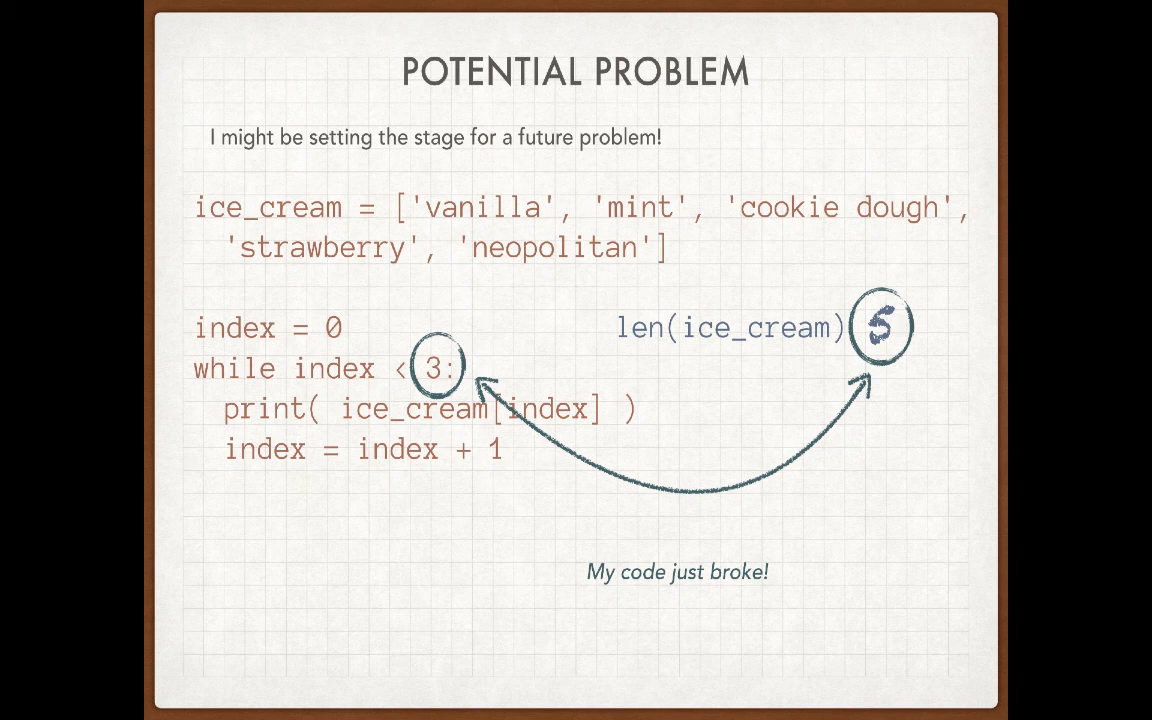 POTENTIAL PROBLEM
I might be setting the stage for a future problem!
ice_cream = ['vanilla', 'mint', 'cookie dough',
'strawberry', 'neopolitan']
index = 0
len(ice_cream) 5
while index < 3:
print( ice_cream[index] )
index = index + 1
My code just broke!